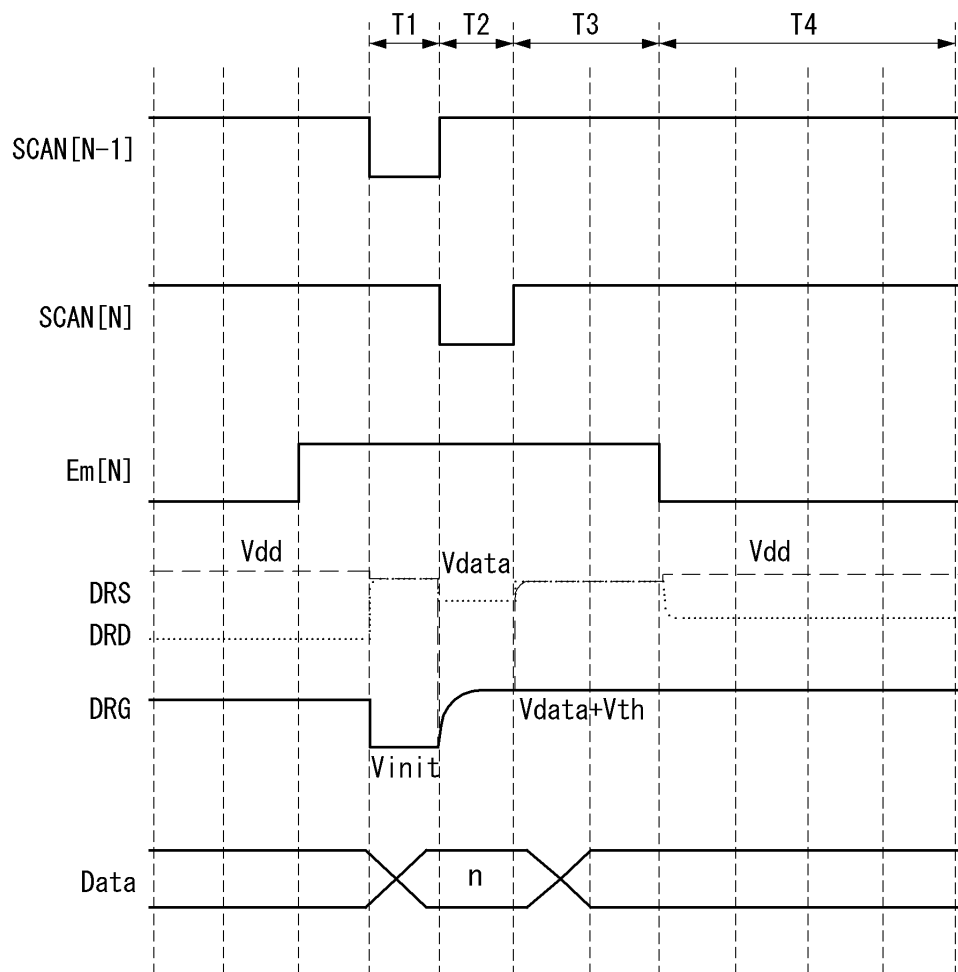 T1 T2 T3 T4
SCAN[N-1]
SCAN[N]
Em[N]
Vdd Vdata Vdd
DRS
DRD
DRG
Vdata+Vth
Vinit
Data n